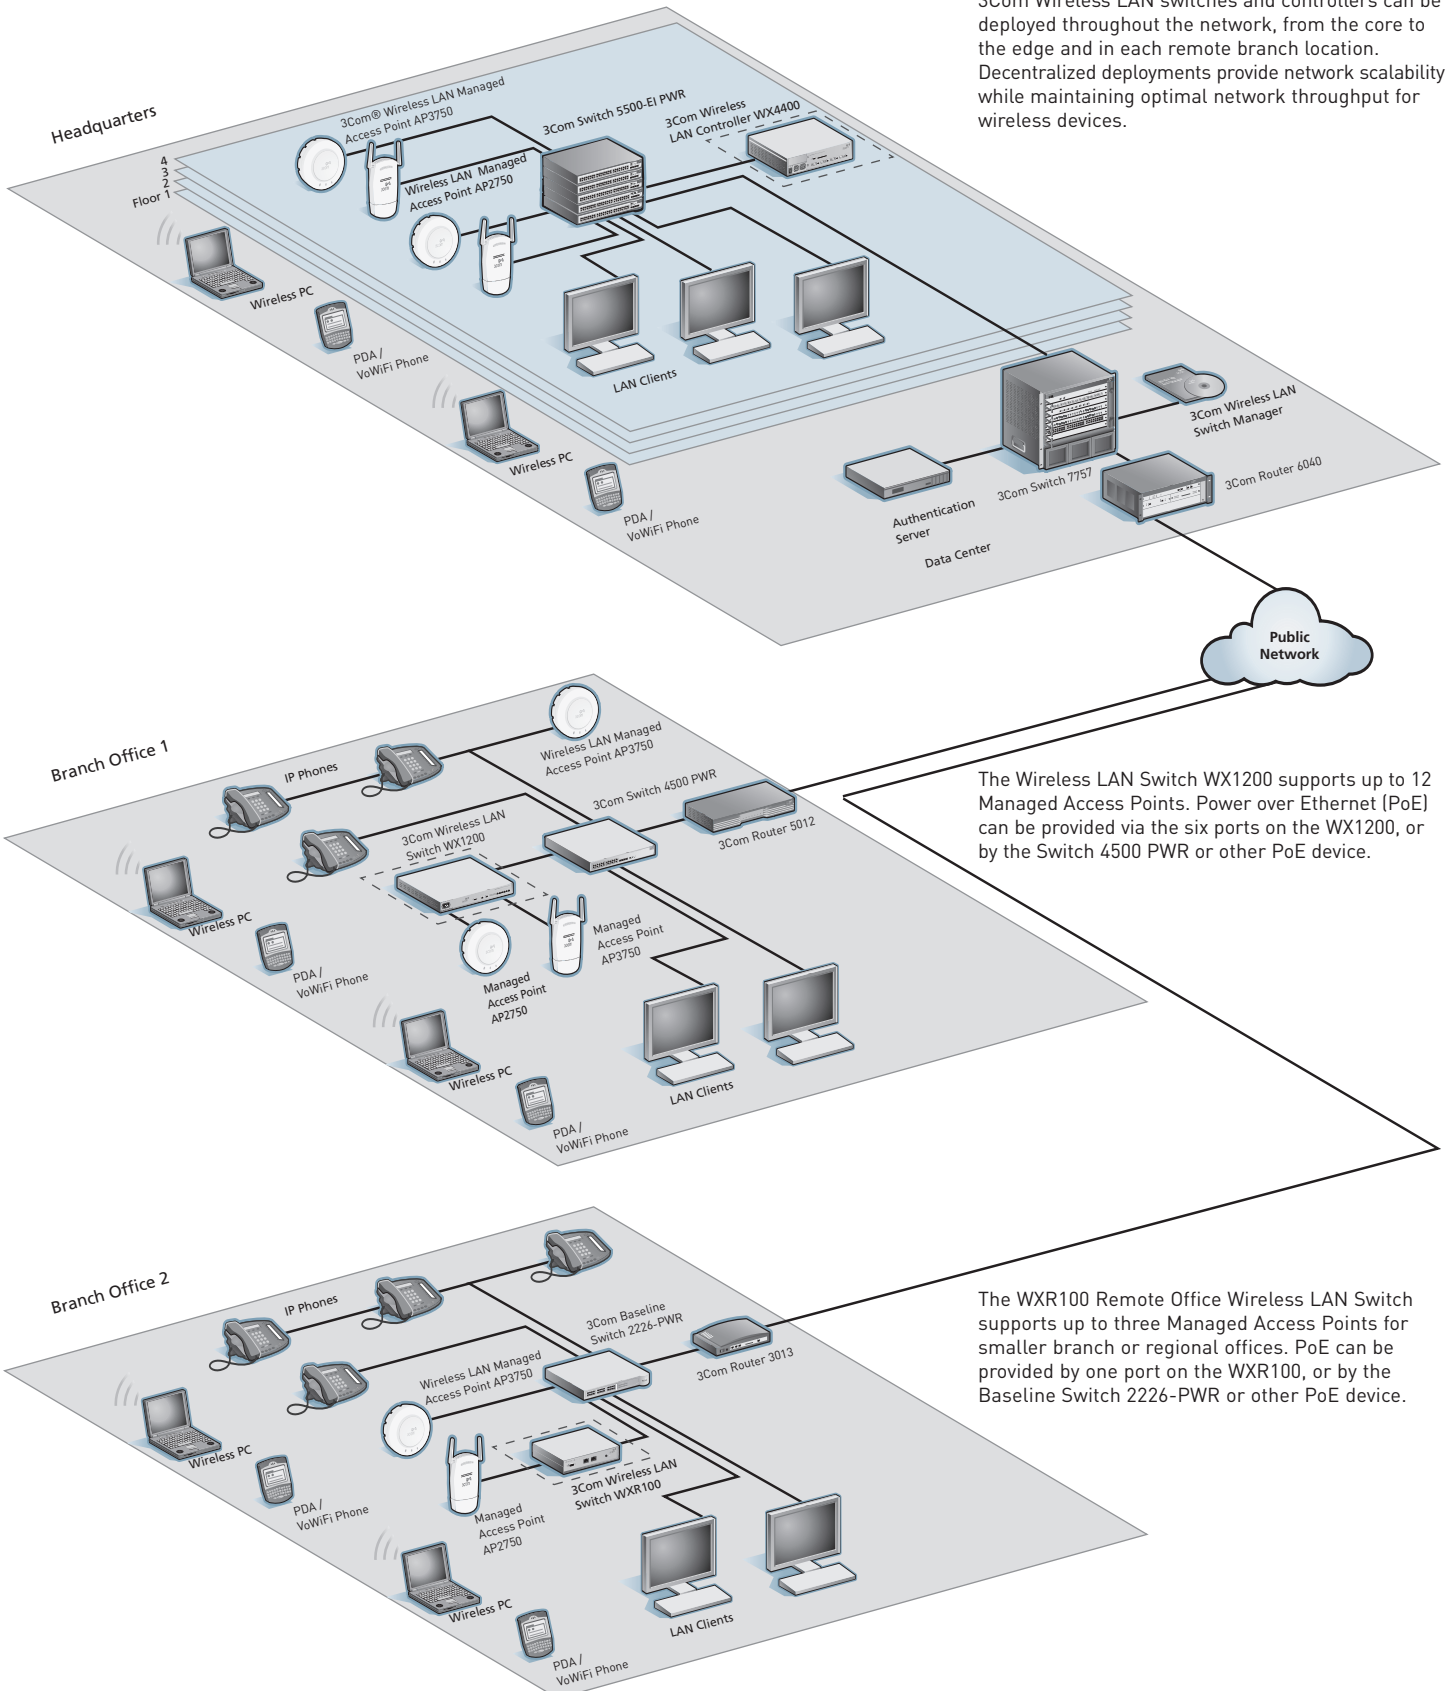 3Com Wireless LAN switches and controllers can be
deployed throughout the network, from the core to
the edge and in each remote branch location.
Decentralized deployments provide network scalability
while maintaining optimal network throughput for
wireless devices.
Headquarters
4
3
2
Floor 1
3Com® Wireless LAN Managed
Access Point AP3750
Wireless LAN Managed
Access Point AP2750
3Com Switch 5500-EI PWR
3Com Wireless
LAN Controller WX4400
Wireless PC
PDA /
VoWiFi Phone
Wireless PC
PDA /
VoWiFi Phone
LAN Clients
3Com Wireless LAN
Switch Manager
3Com Switch 7757
3Com Router 6040
Authentication
Server
Data Center
Public
Network
Branch Office 1
IP Phones
Wireless LAN Managed
Access Point AP3750
3Com Switch 4500 PWR
3Com Router 5012
3Com Wireless LAN
Switch WX1200
Managed
Access Point
AP3750
Managed
Access Point
AP2750
Wireless PC
PDA /
VoWiFi Phone
Wireless PC
PDA /
VoWiFi Phone
LAN Clients
The Wireless LAN Switch WX1200 supports up to 12
Managed Access Points. Power over Ethernet (PoE)
can be provided via the six ports on the WX1200, or
by the Switch 4500 PWR or other PoE device.
Branch Office 2
IP Phones
3Com Baseline
Switch 2226-PWR
3Com Router 3013
Wireless LAN Managed
Access Point AP3750
3Com Wireless LAN
Switch WXR100
Managed
Access Point
AP2750
Wireless PC
PDA /
VoWiFi Phone
Wireless PC
PDA /
VoWiFi Phone
LAN Clients
The WXR100 Remote Office Wireless LAN Switch
supports up to three Managed Access Points for
smaller branch or regional offices. PoE can be
provided by one port on the WXR100, or by the
Baseline Switch 2226-PWR or other PoE device.